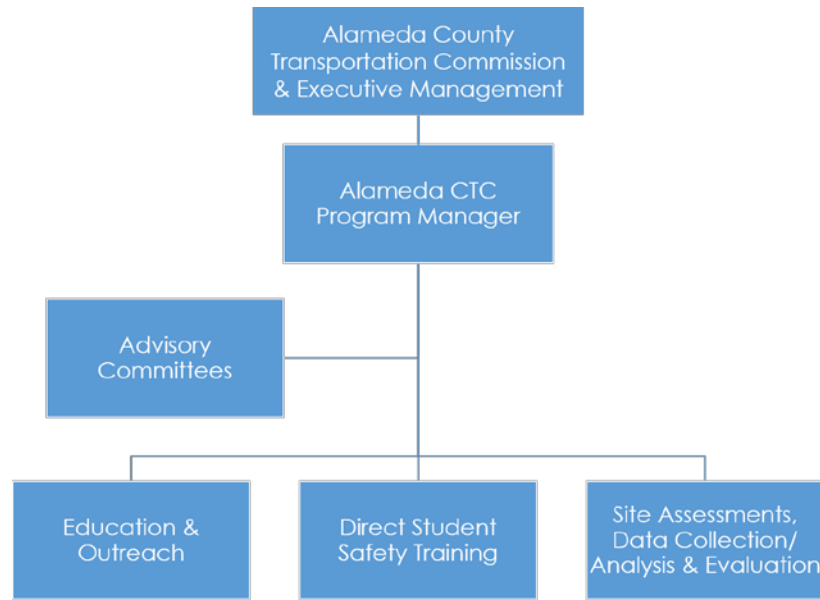 Alameda County
Transportation Commission
& Executive Management
Alameda CTC
Program Manager
Advisory
Committees
Education &
Outreach
Direct Student
Safety Training
Site Assessments,
Data Collection/
Analysis & Evaluation